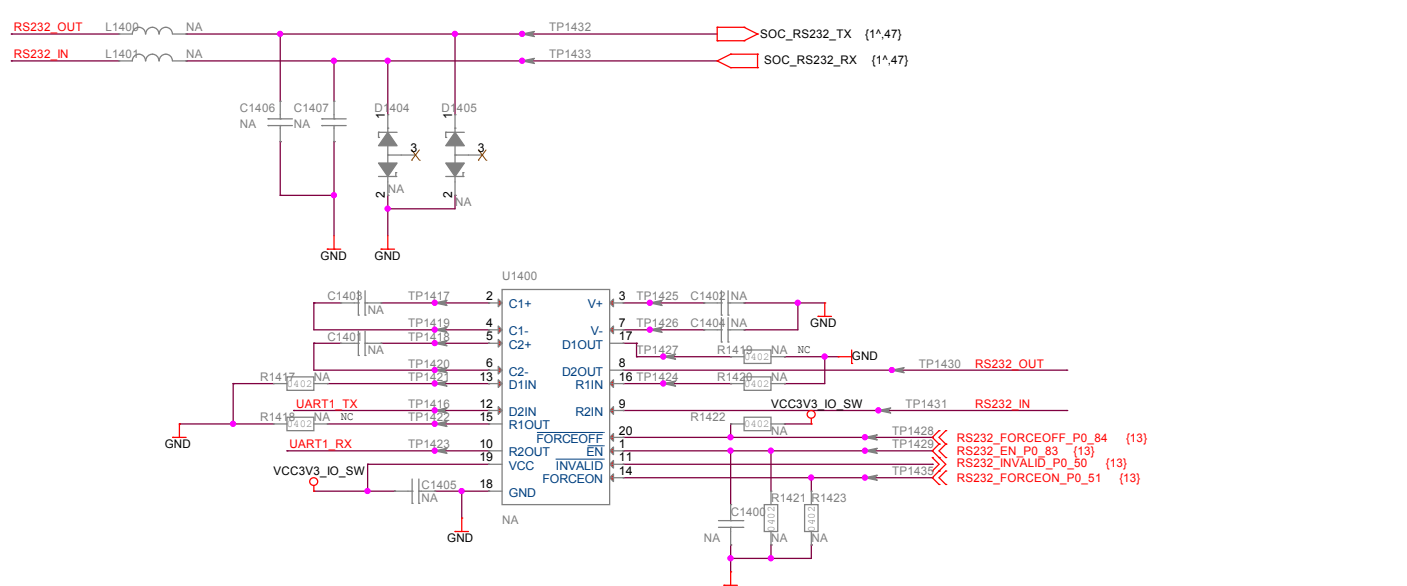 RS232_OUT L1400 NA TP1432 SOC_RS232_TX {1^,47}
RS232_IN L1401 NA TP1433 SOC_RS232_RX {1^,47}
C1406 C1407 D1404 D1405
NA NA 1 1
3 3
2 NA 2 NA
GND GND
U1400
C1403 NA TP1417 2 C1+ V+ 3 TP1425 C1402 NA
TP1419 4 C1- V- 7 TP1426 C1404 NA GND
C1401 NA TP1418 5 C2+ D1OUT 17 TP1427 R1419 0402 NA NC GND
TP1420 6 C2- D2OUT 8 TP1430 RS232_OUT
R1417 0402 NA TP1421 13 D1IN R1IN 16 TP1424 R1420 0402 NA
UART1_TX TP1416 12 D2IN R2IN 9 VCC3V3_IO_SW TP1431 RS232_IN
R1418 0402 NA NC TP1422 15 R1OUT R1422 0402 NA
GND FORCEOFF 20 TP1428 RS232_FORCEOFF_P0_84 {13}
UART1_RX TP1423 10 R2OUT EN 1 TP1429 RS232_EN_P0_83 {13}
19 VCC INVALID 11 RS232_INVALID_P0_50 {13}
VCC3V3_IO_SW FORCEON 14 TP1435 RS232_FORCEON_P0_51 {13}
C1405 NA 18 GND
GND NA
C1400 NA R1421 0402 NA R1423 0402 NA